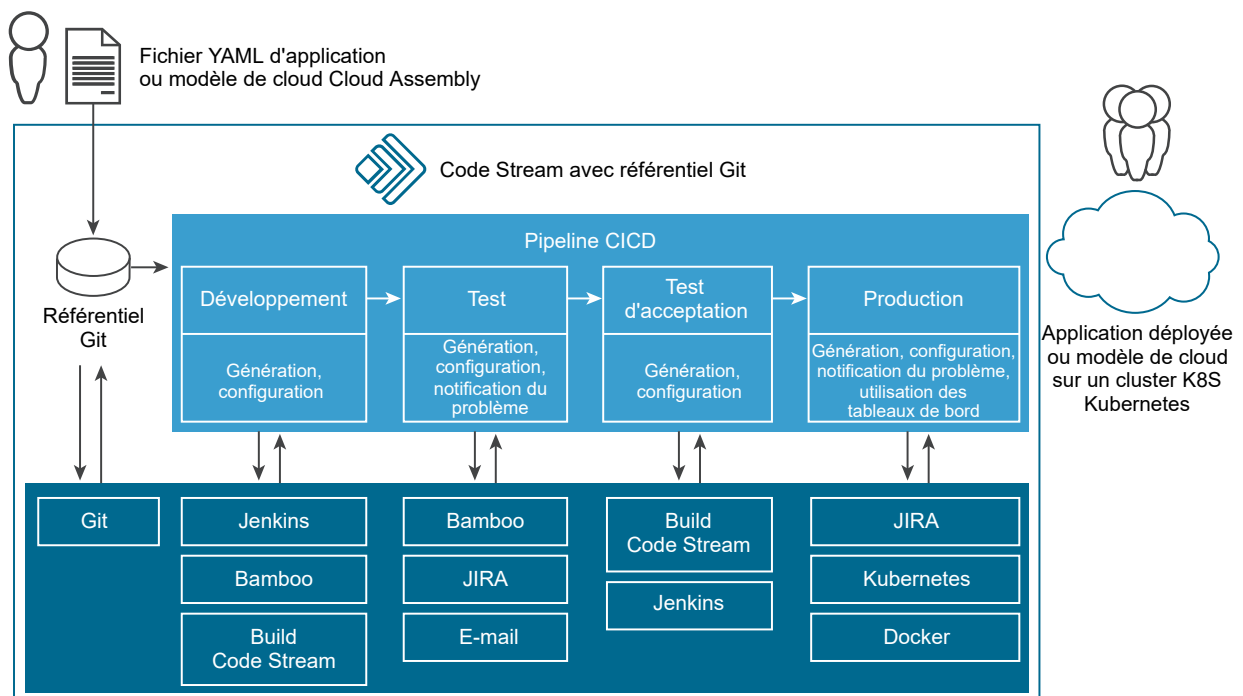 Fichier YAML d'application
ou modèle de cloud Cloud Assembly
Code Stream avec référentiel Git
Référentiel
Git
Pipeline CICD
Développement
Génération,
configuration
Test
Génération,
configuration,
notification du
problème
Test
d'acceptation
Génération,
configuration
Production
Génération, configuration,
notification du problème,
utilisation des
tableaux de bord
Application déployée
ou modèle de cloud
sur un cluster K8S
Kubernetes
Git
Jenkins
Bamboo
Build
Code Stream
Bamboo
JIRA
E-mail
Build
Code Stream
Jenkins
JIRA
Kubernetes
Docker